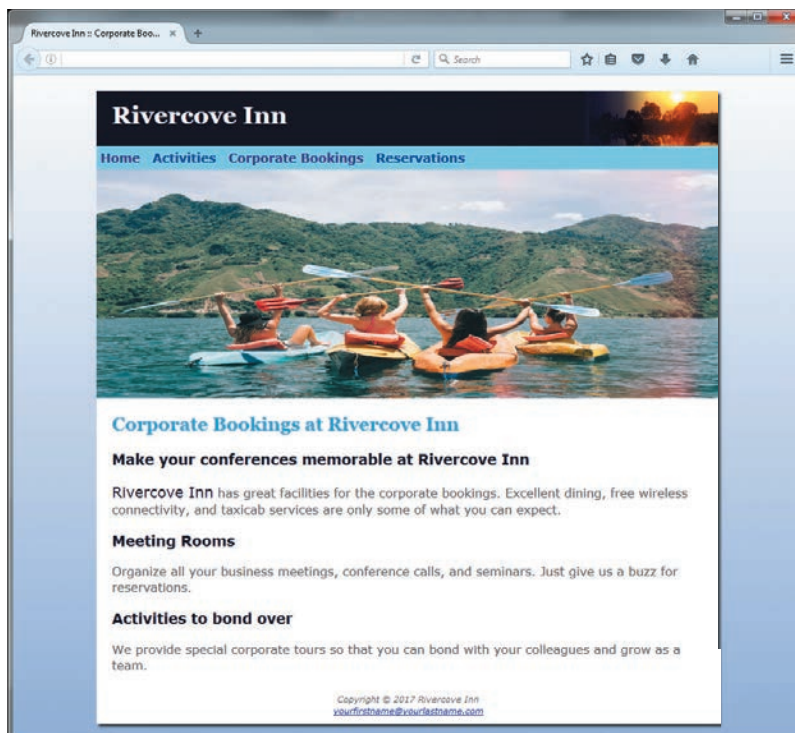 Rivercove Inn :: Corporate Boo...
Search
Rivercove Inn
Home Activities Corporate Bookings Reservations
Corporate Bookings at Rivercove Inn
Make your conferences memorable at Rivercove Inn
Rivercove Inn has great facilities for the corporate bookings. Excellent dining, free wireless
connectivity, and taxicab services are only some of what you can expect.
Meeting Rooms
Organize all your business meetings, conference calls, and seminars. Just give us a buzz for
reservations.
Activities to bond over
We provide special corporate tours so that you can bond with your colleagues and grow as a
team.
Copyright © 2017 Rivercove Inn
yourfirstname@yourlastname.com